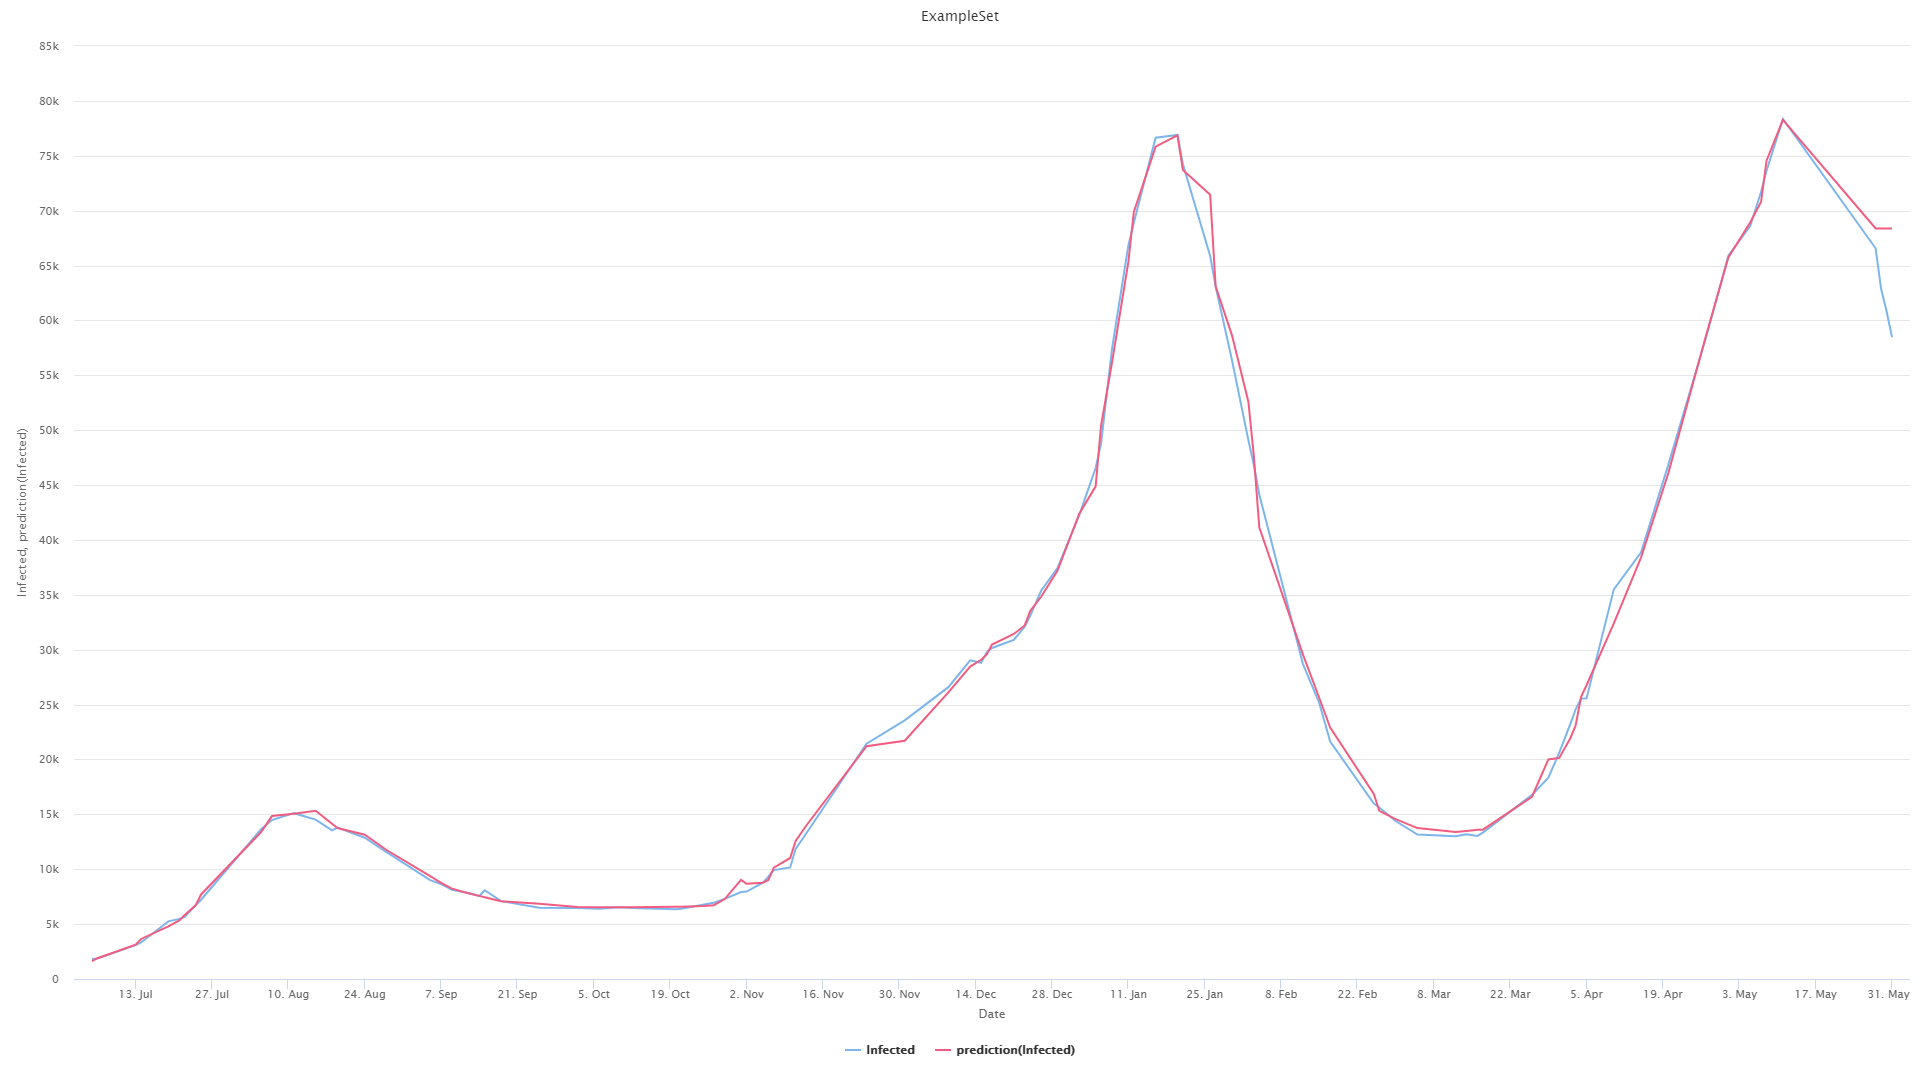 ExampleSet
85k
80k
75k
70k
65k
60k
55k
50k
45k
40k
35k
30k
25k
20k
15k
10k
5k
0
Infected, prediction(Infected)
13. Jul 27. Jul 10. Aug 24. Aug 7. Sep 21. Sep 5. Oct 19. Oct 2. Nov 16. Nov 30. Nov 14. Dec 28. Dec 11. Jan 25. Jan 8. Feb 22. Feb 8. Mar 22. Mar 5. Apr 19. Apr 3. May 17. May 31. May
Date
Infected prediction(Infected)